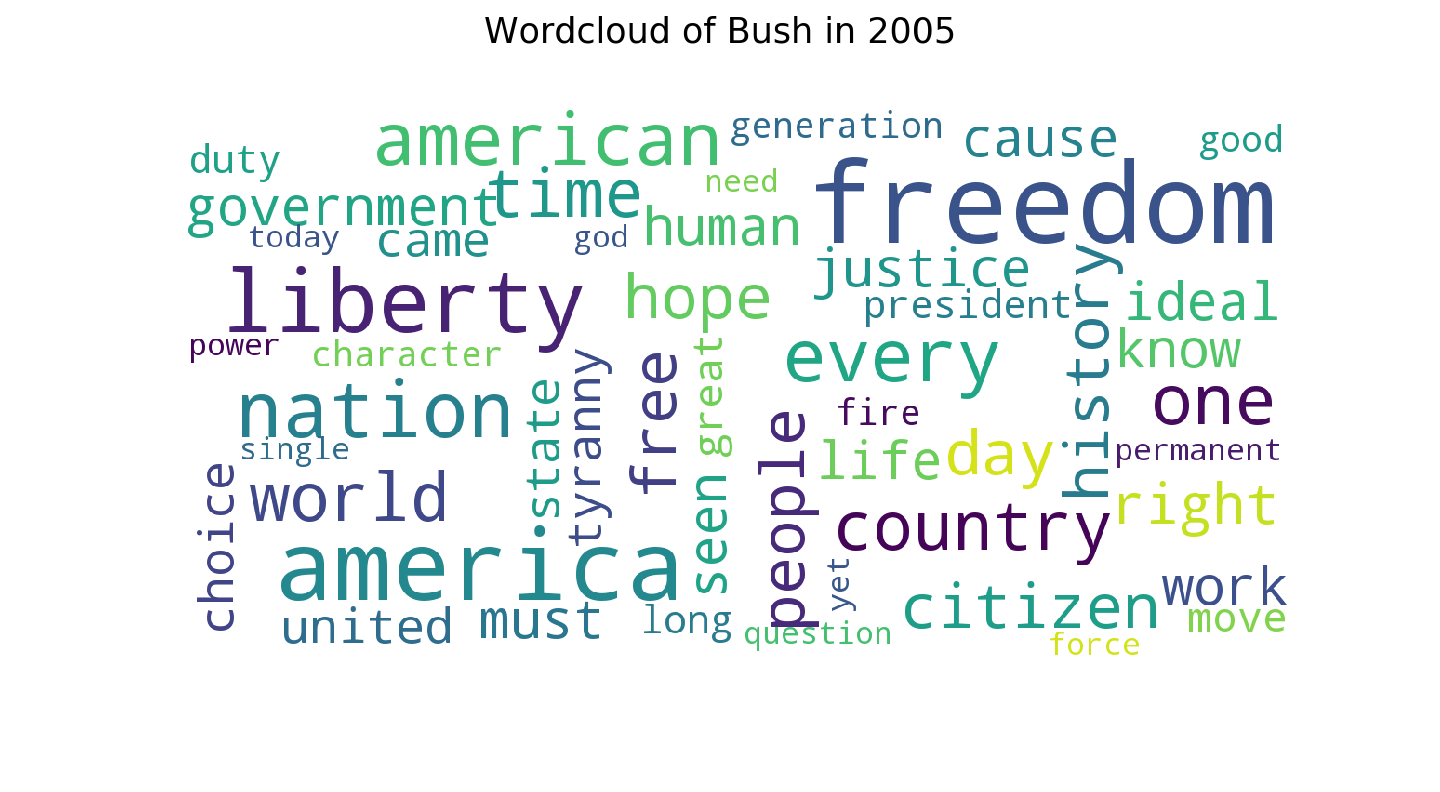 Wordcloud of Bush in 2005
american
generation
cause
good
duty
government
time
need
freedom
today
came
god
human
justice
liberty
hope
president
history
ideal
power
character
every
know
nation
state
tyranny
free
great
people
fire
one
single
life
day
permanent
choice
world
seen
country
right
america
yet
united
must
long
question
citizen
work
move
force